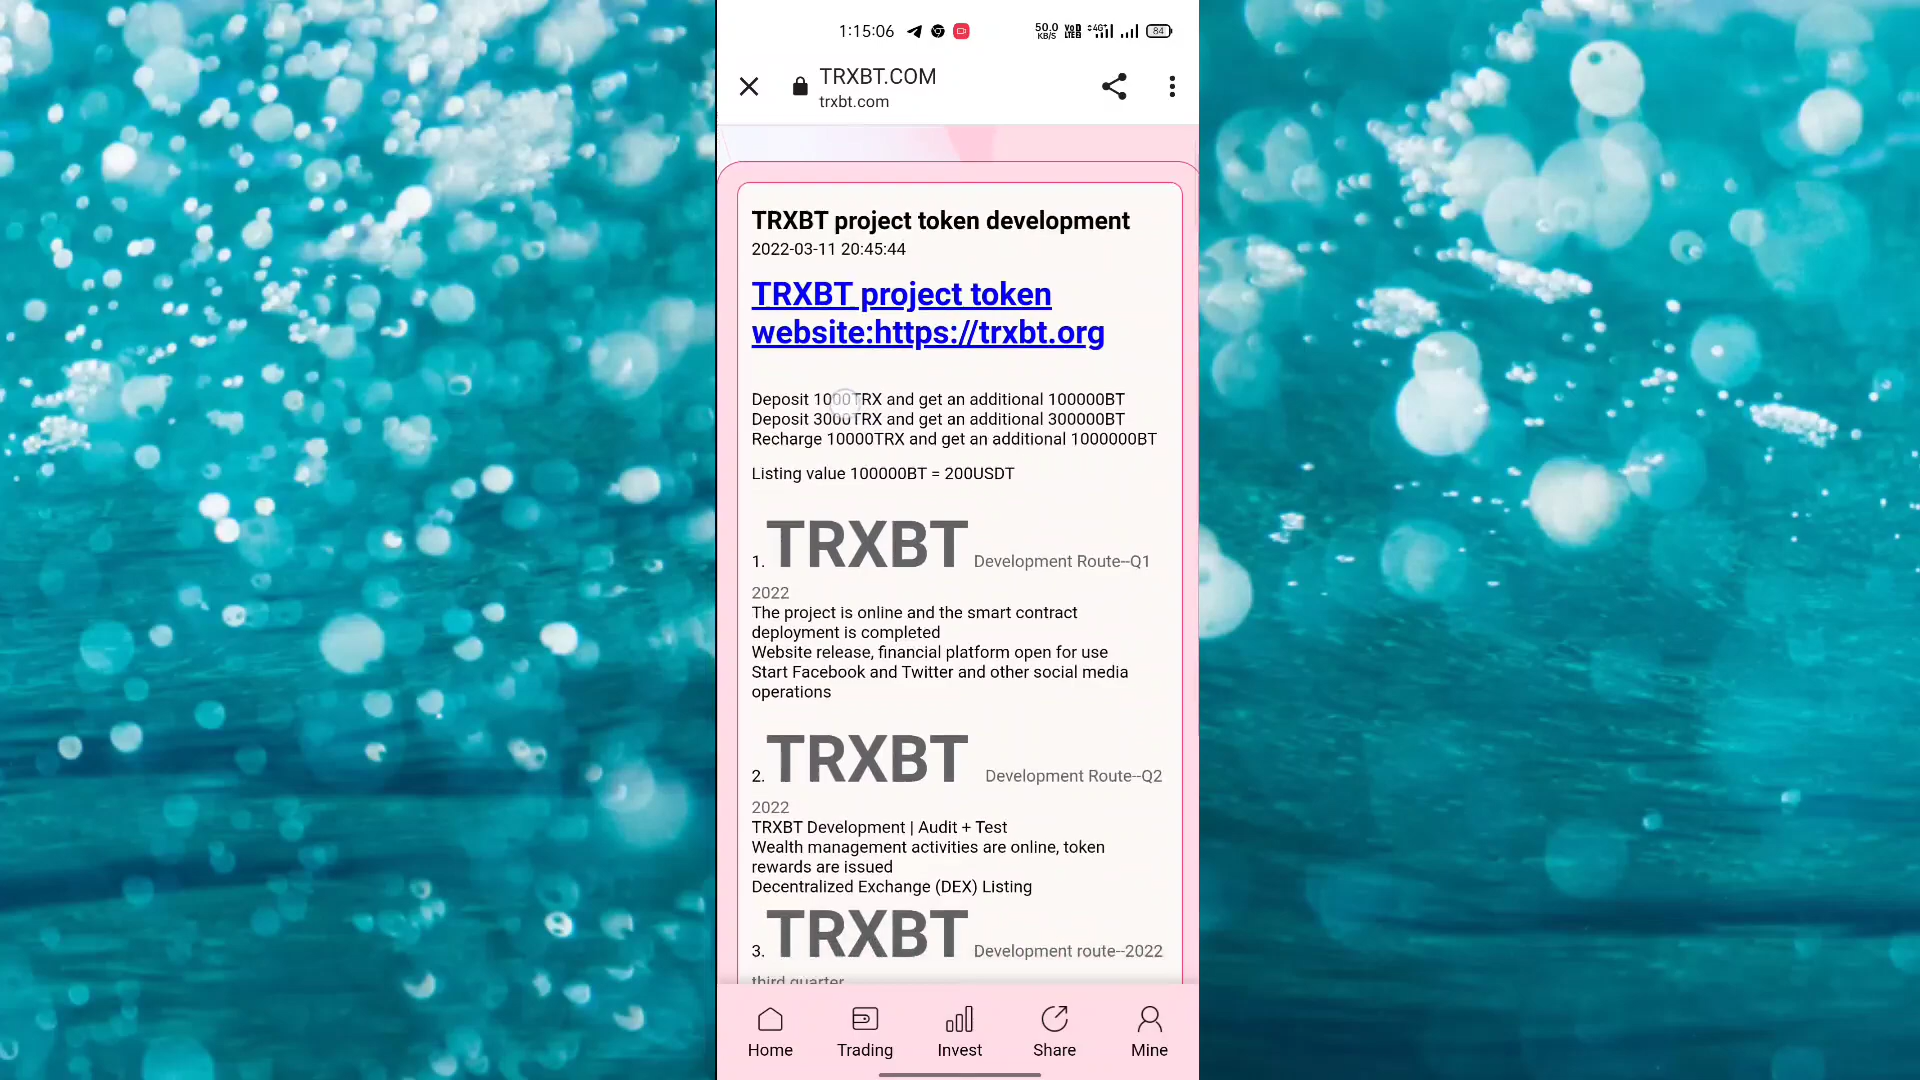 1:15:06
50.0 KB/S
VoD LTE
4G+
84
TRXBT.COM
trxbt.com
TRXBT project token development
2022-03-11 20:45:44
TRXBT project token
website:https://trxbt.org
Deposit 1000TRX and get an additional 100000BT
Deposit 3000TRX and get an additional 300000BT
Recharge 10000TRX and get an additional 1000000BT
Listing value 100000BT = 200USDT
1. TRXBT Development Route--Q1
2022
The project is online and the smart contract
deployment is completed
Website release, financial platform open for use
Start Facebook and Twitter and other social media
operations
2. TRXBT Development Route--Q2
2022
TRXBT Development | Audit + Test
Wealth management activities are online, token
rewards are issued
Decentralized Exchange (DEX) Listing
3. TRXBT Development route--2022
third quarter
Home Trading Invest Share Mine